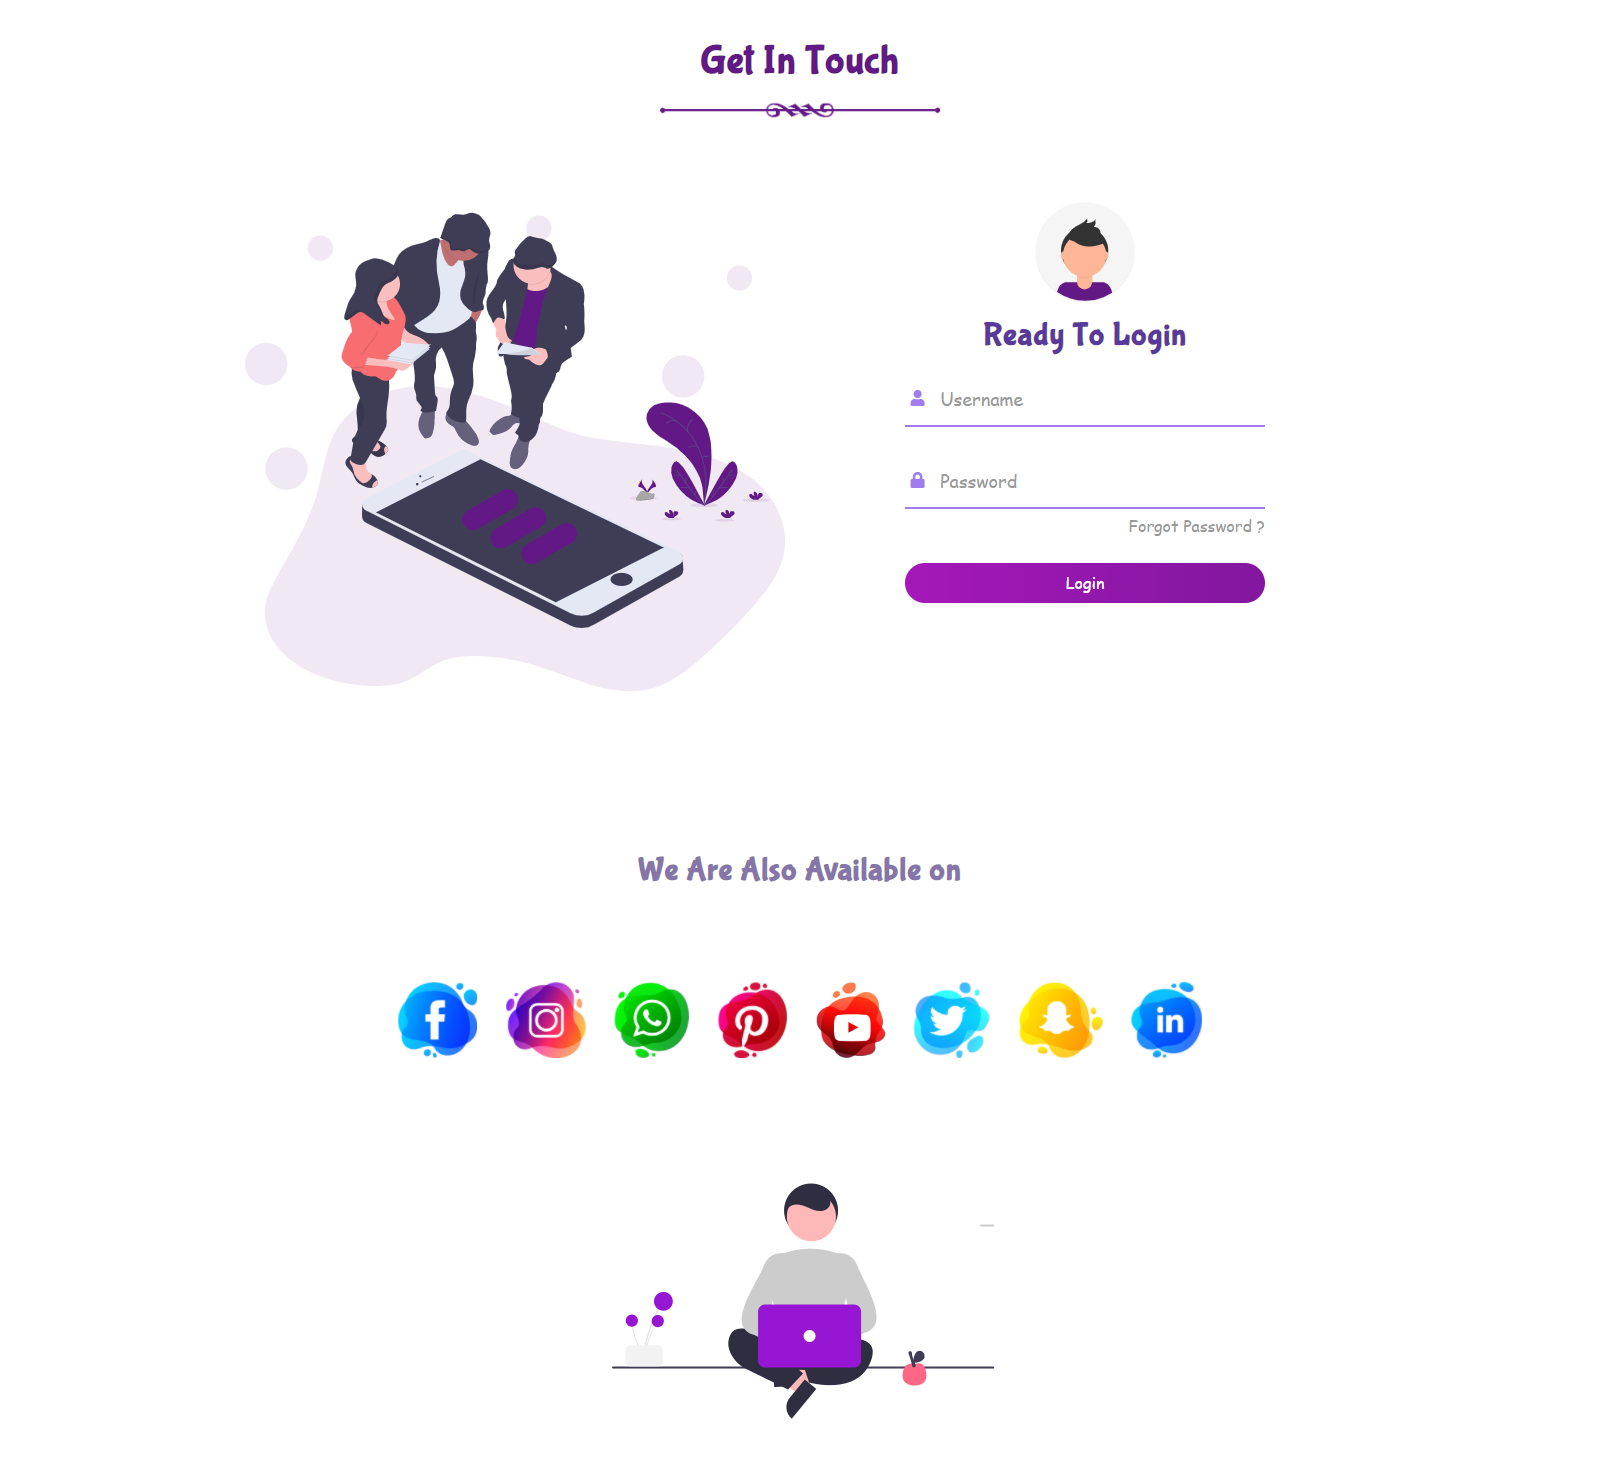 Get In Touch
Ready To Login
Username
Password
Forgot Password ?
Login
We Are Also Available on
in